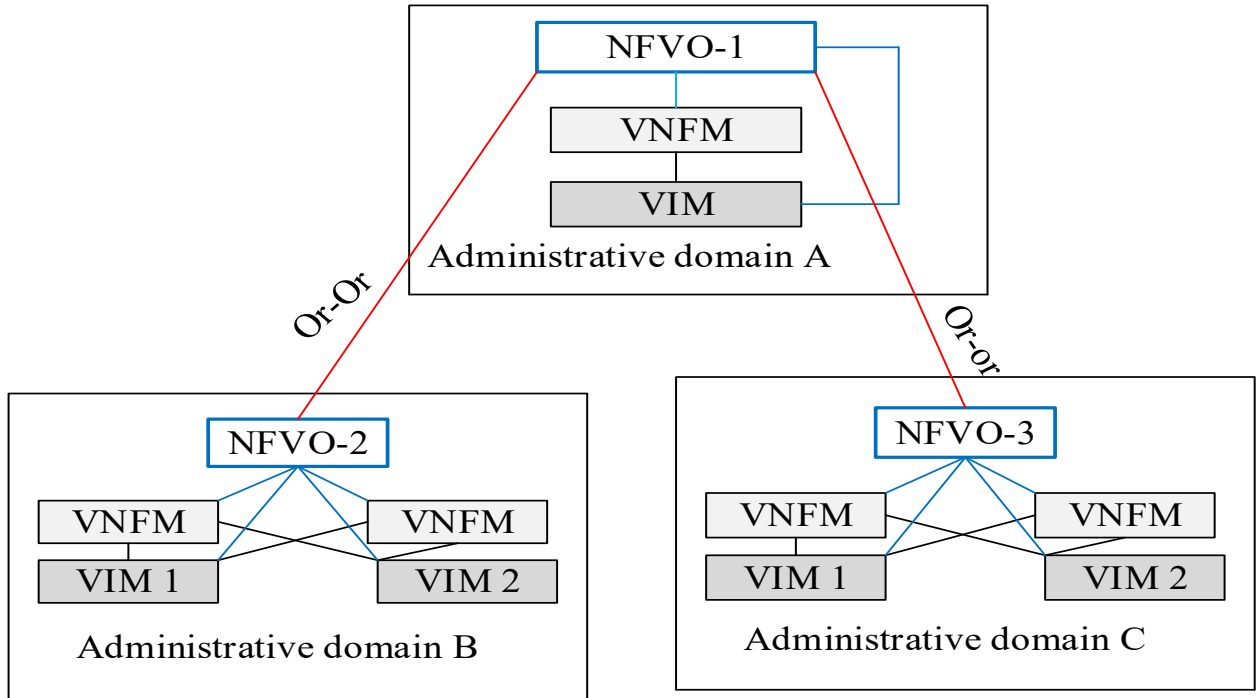 NFVO-1
VNFM
VIM
Administrative domain A
Or-Or
Or-or
NFVO-2
VNFM
VNFM
VIM 1
VIM 2
Administrative domain B
NFVO-3
VNFM
VNFM
VIM 1
VIM 2
Administrative domain C